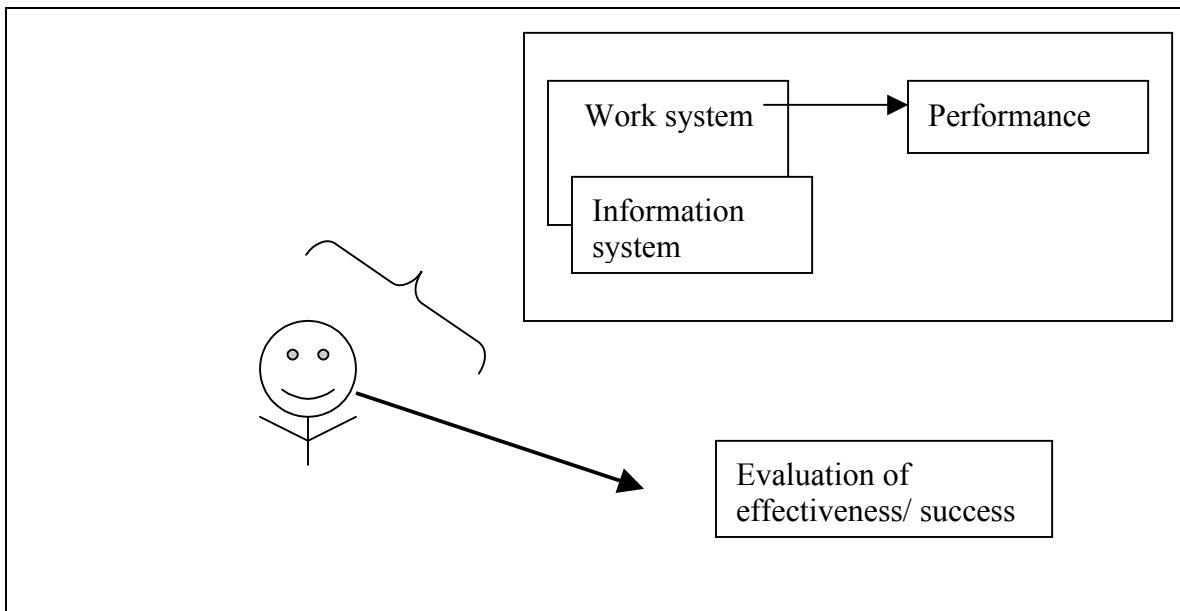 Work system
Performance
Information
system
Evaluation of
effectiveness/ success